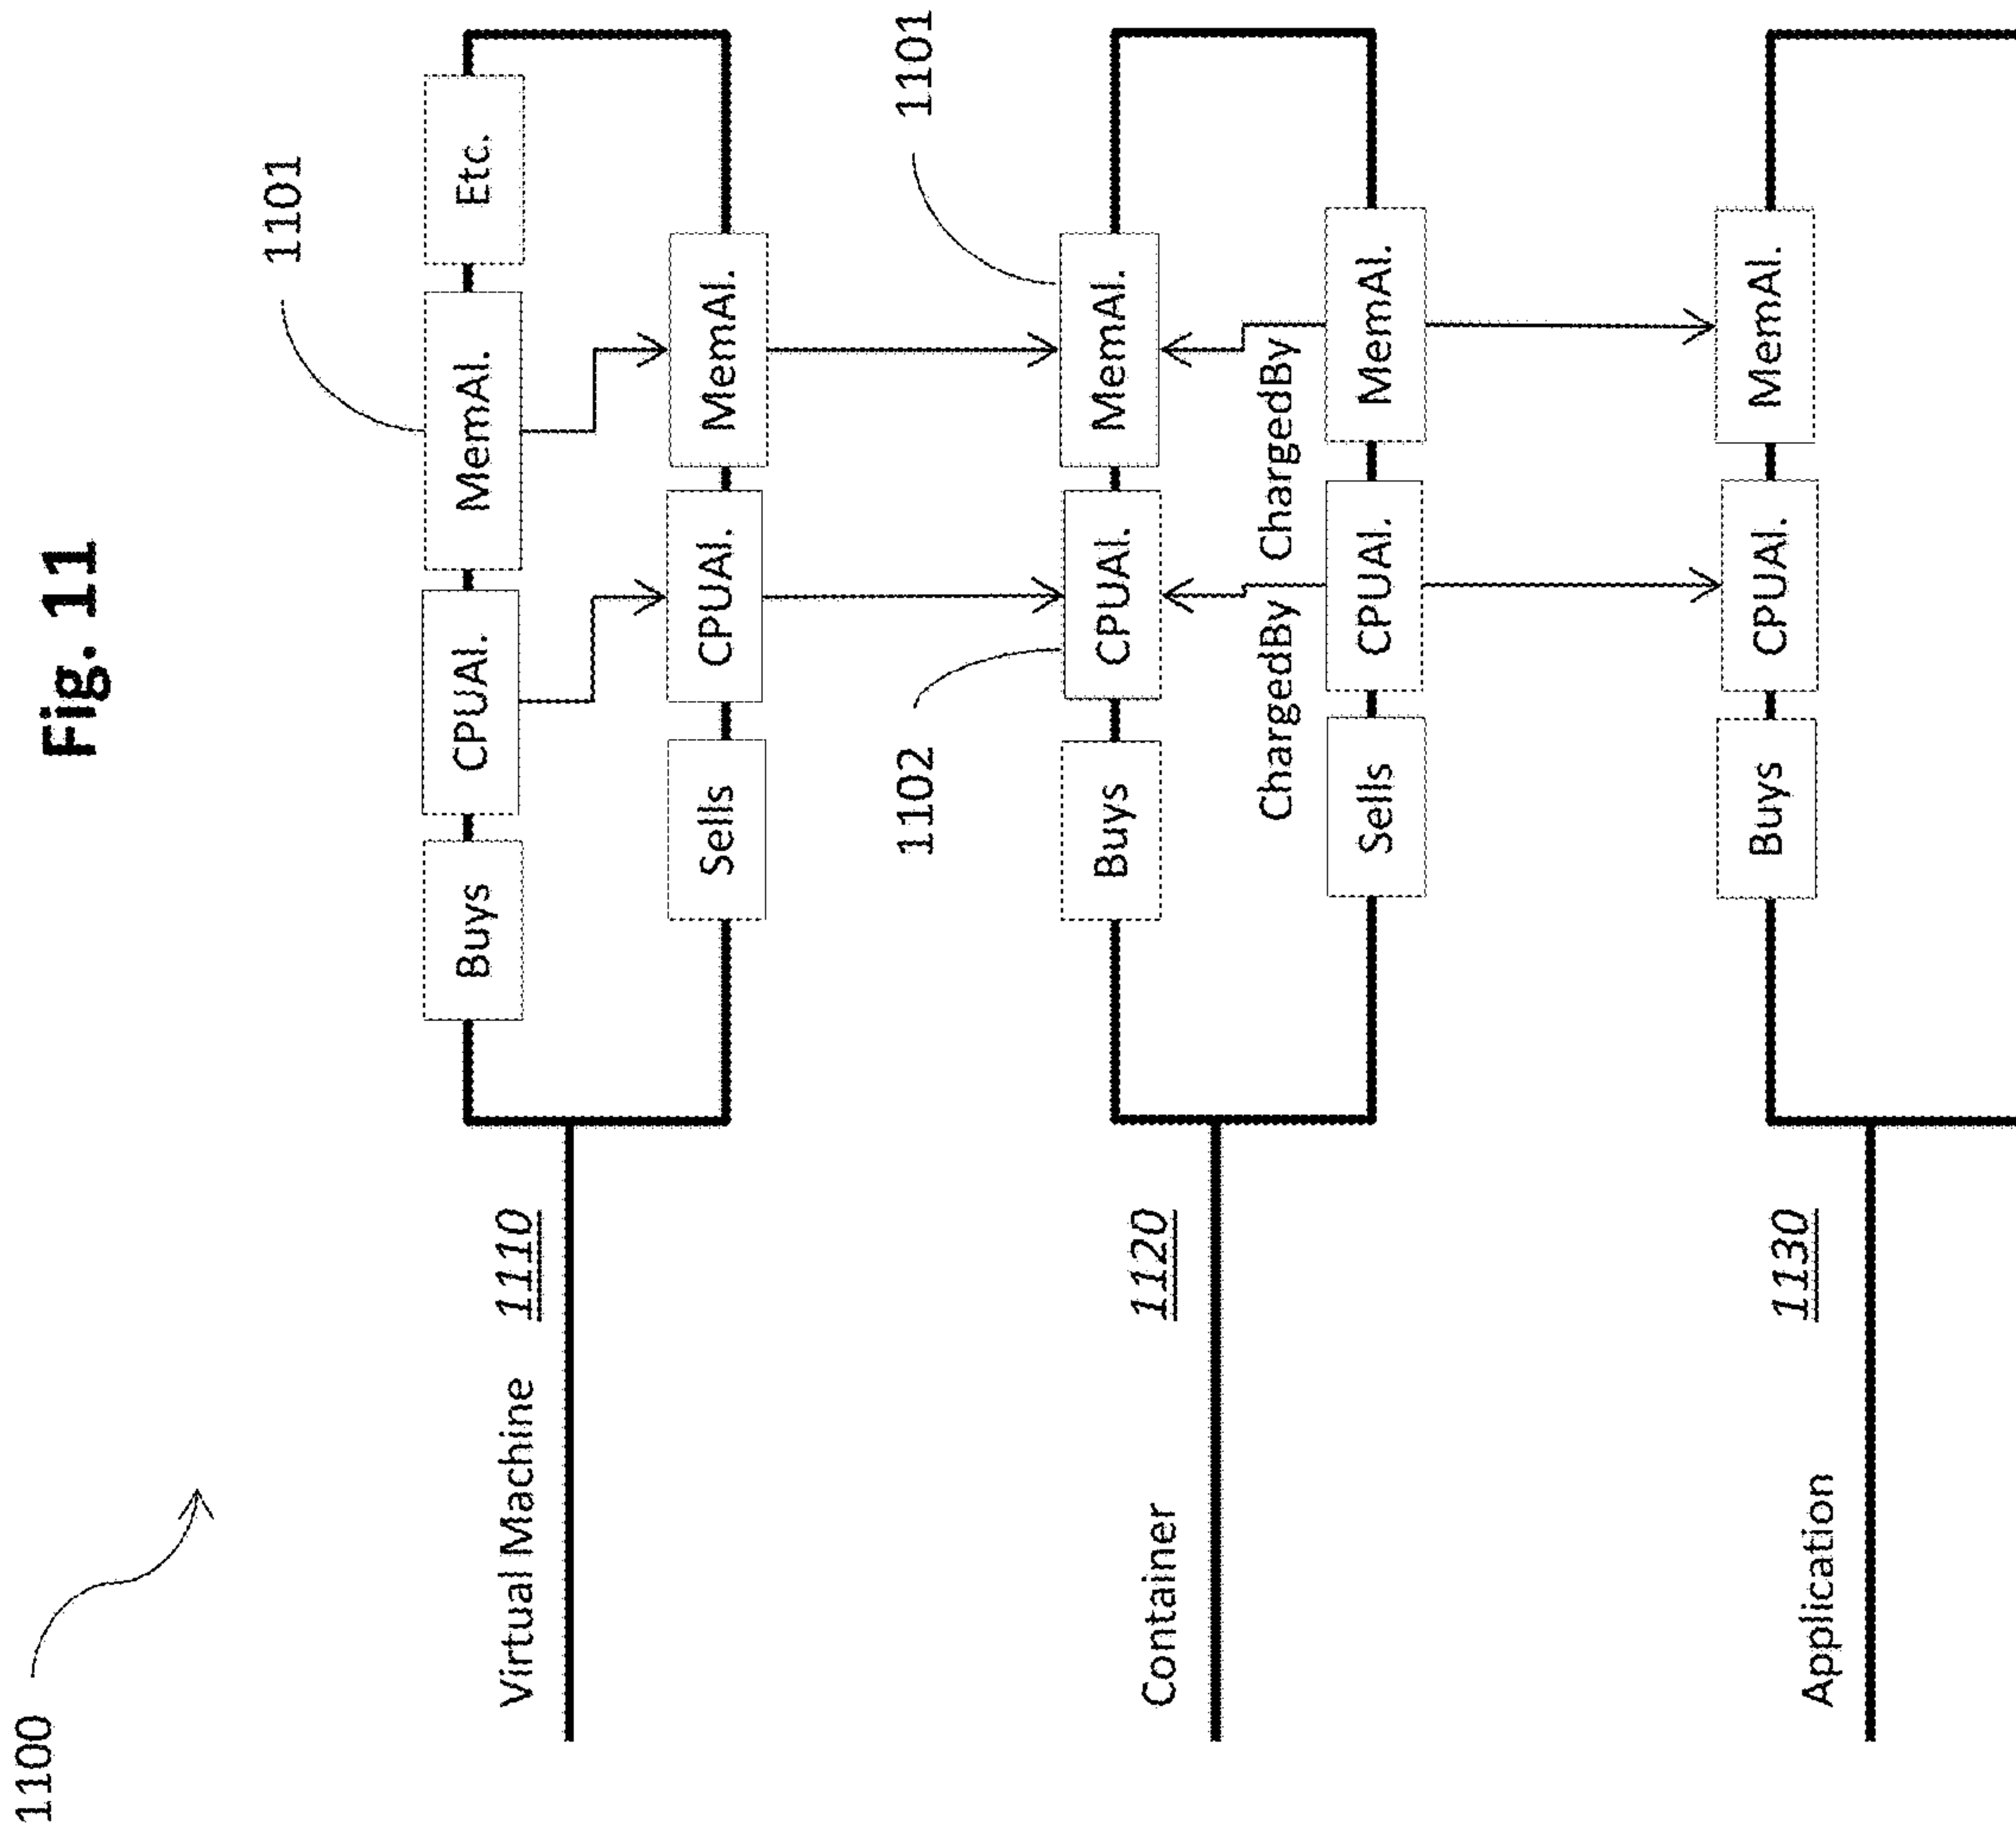 1100
Fig. 11
1101
Buys CPUAl. MemAl. Etc.
Virtual Machine 1110
Sells CPUAl. MemAl.
1102 1101
Buys CPUAl. MemAl.
Container 1120
ChargedBy ChargedBy
Sells CPUAl. MemAl.
Buys CPUAl. MemAl.
Application 1130